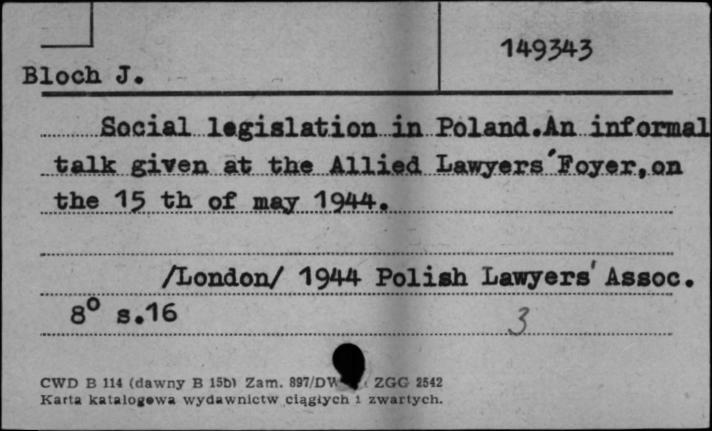 149343
Bloch J.
Social legislation in Poland.An informal
talk given at the Allied Lawyers'Foyer,on
the 15 th of may 1944.
/London/ 1944 Polish Lawyers' Assoc.
8° s.16
3
CWD B 114 (dawny B 15b) Zam. 897/DW ZGG 2542
Karta katalogowa wydawnictw ciągłych i zwartych.